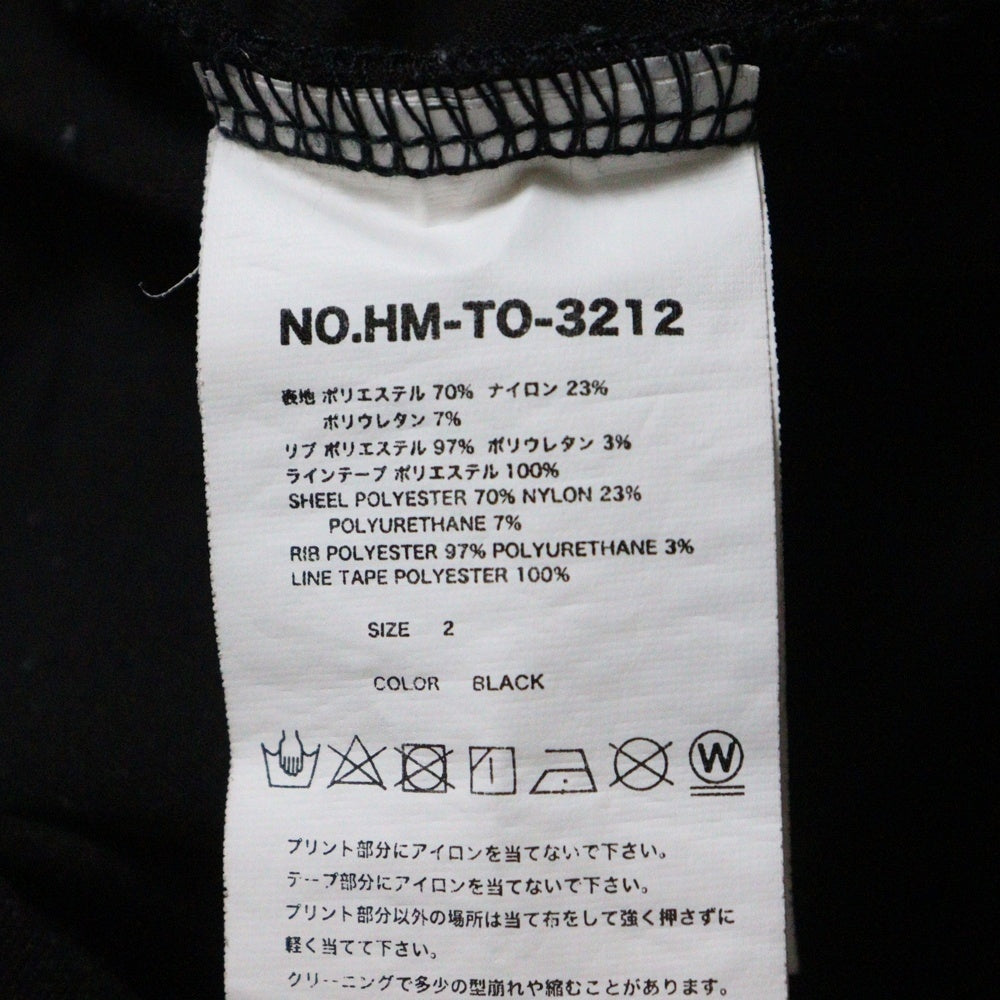 NO.HM-TO-3212
表地 ポリエステル 70% ナイロン 23%
ポリウレタン 7%
リブ ポリエステル 97% ポリウレタン 3%
ラインテープ ポリエステル 100%
SHEEL POLYESTER 70% NYLON 23%
POLYURETHANE 7%
RIB POLYESTER 97% POLYURETHANE 3%
LINE TAPE POLYESTER 100%
SIZE 2
COLOR BLACK
W
プリント部分にアイロンを当てないで下さい。
テープ部分にアイロンを当てないで下さい。
プリント部分以外の場所は当て布をして強く押さずに
軽く当てて下さい。
クリーニングで多少の型崩れや縮むことがあります。